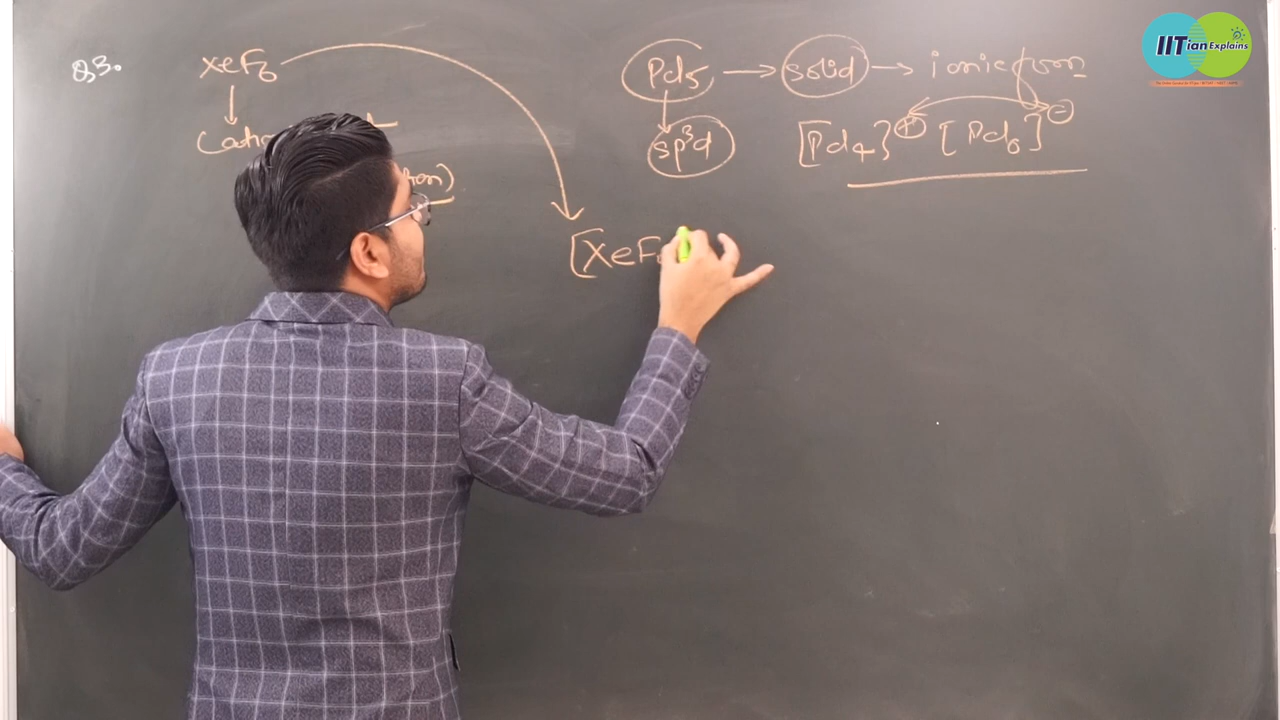 Q3.
XeF6
PCl5 → solid → ionic form
sp3d
[PCl4]+ [PCl6]-
[XeF
IITian Explains